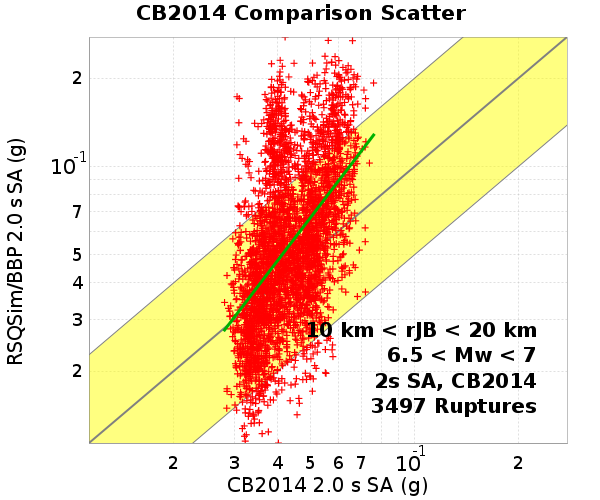 CB2014 Comparison Scatter
RSQSim/BBP 2.0 s SA (g)
2
10-1
7
5
4
3
2
10 km < rJB < 20 km
6.5 < Mw < 7
2s SA, CB2014
3497 Ruptures
2 3 4 5 6 7 10-1 2
CB2014 2.0 s SA (g)